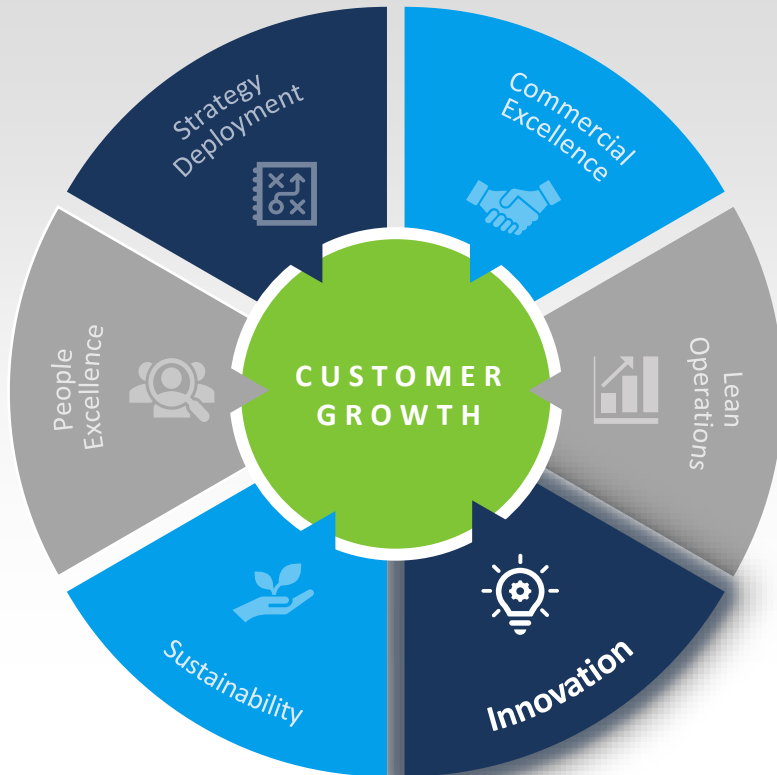 Strategy
Deployment
Commercial
Excellence
People
Excellence
CUSTOMER
GROWTH
Lean
Operations
Sustainability
Innovation